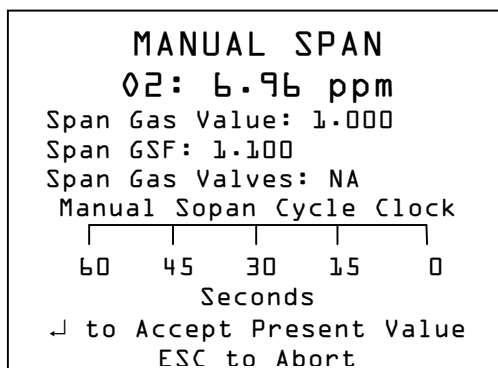 MANUAL SPAN
O2: 6.96 ppm
Span Gas Value: 1.000
Span GSF: 1.100
Span Gas Valves: NA
Manual Sopan Cycle Clock
60 45 30 15 0
Seconds
↵ to Accept Present Value
ESC to Abort